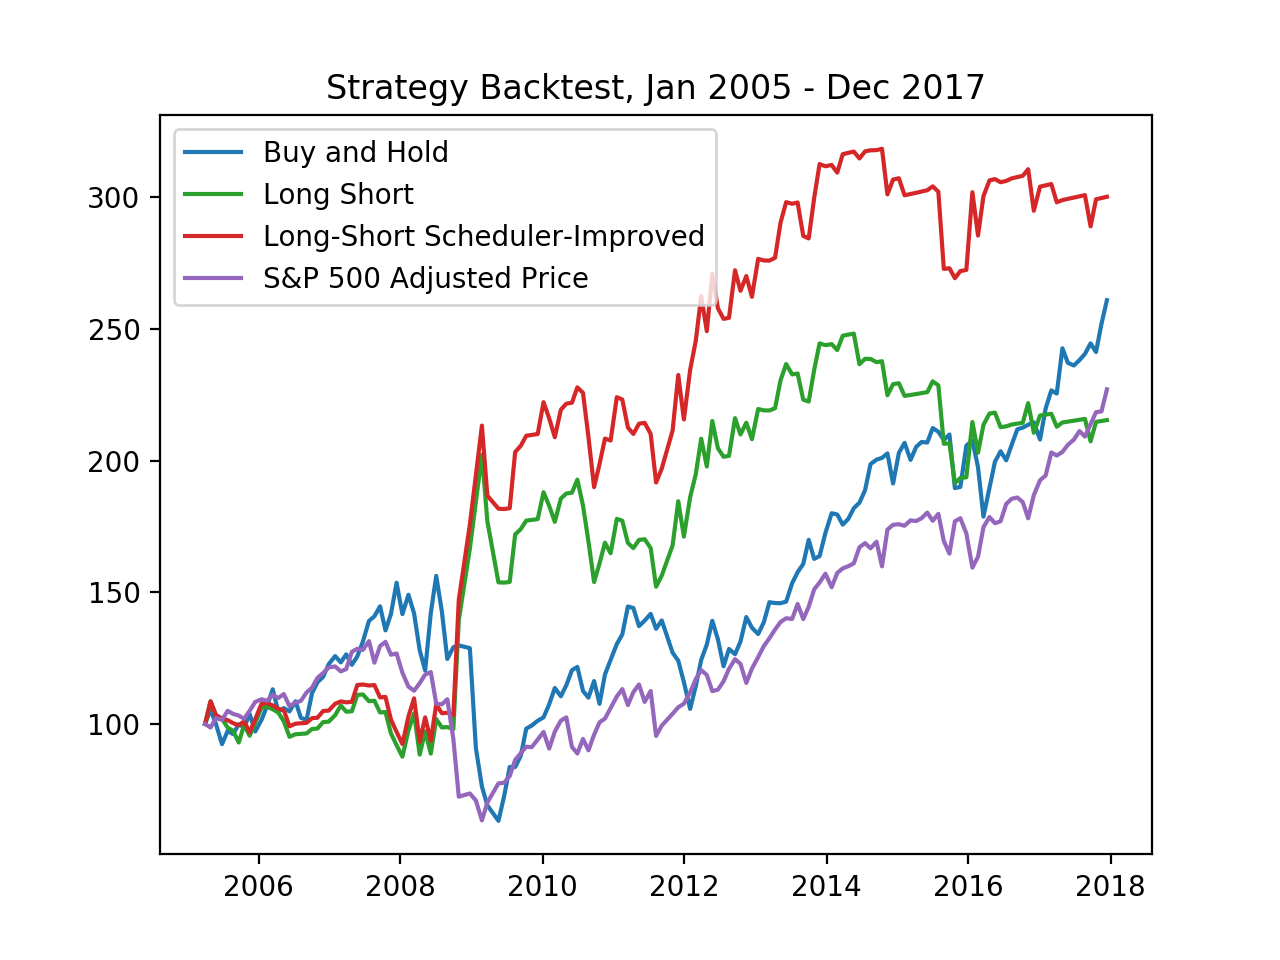 Strategy Backtest, Jan 2005 - Dec 2017
Buy and Hold
Long Short
Long-Short Scheduler-Improved
S&P 500 Adjusted Price
300
250
200
150
100
2006 2008 2010 2012 2014 2016 2018